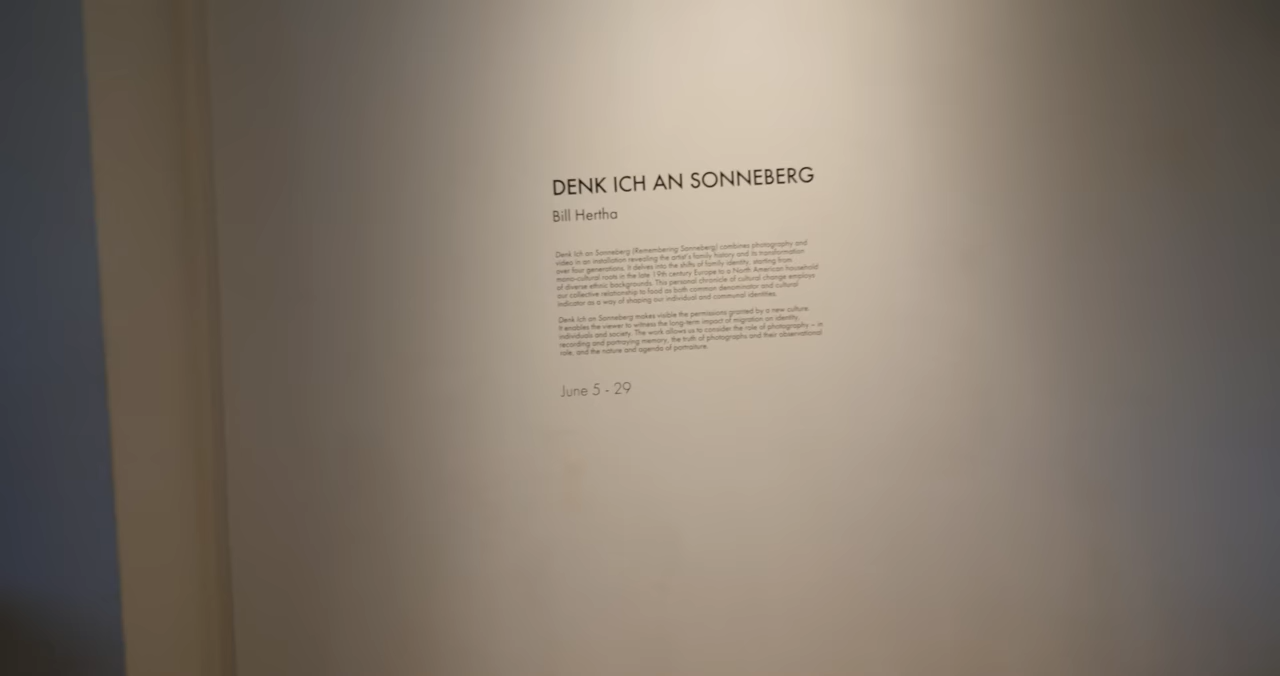 DENK ICH AN SONNEBERG
Bill Hertha
Denk Ich an Sonneberg (Remembering Sonneberg) combines photography and
video in an installation revealing the artist's family history and its transformation
over four generations. It delves into the shifts of family identity, starting from
mono-cultural roots in the late 19th century Europe to a North American household
of diverse ethnic backgrounds. This personal chronicle of cultural change employs
our collective relationship to food as both common denominator and cultural
indicator as a way of shaping our individual and communal identities.
Denk ich an Sonneberg makes visible the permissions granted by a new culture.
It enables the viewer to witness the long-term impact of migration on identity,
individuals and society. The work allows us to consider the role of photography – in
recording and portraying memory, the truth of photographs and their observational
role, and the nature and agenda of portraiture.
June 5 - 29